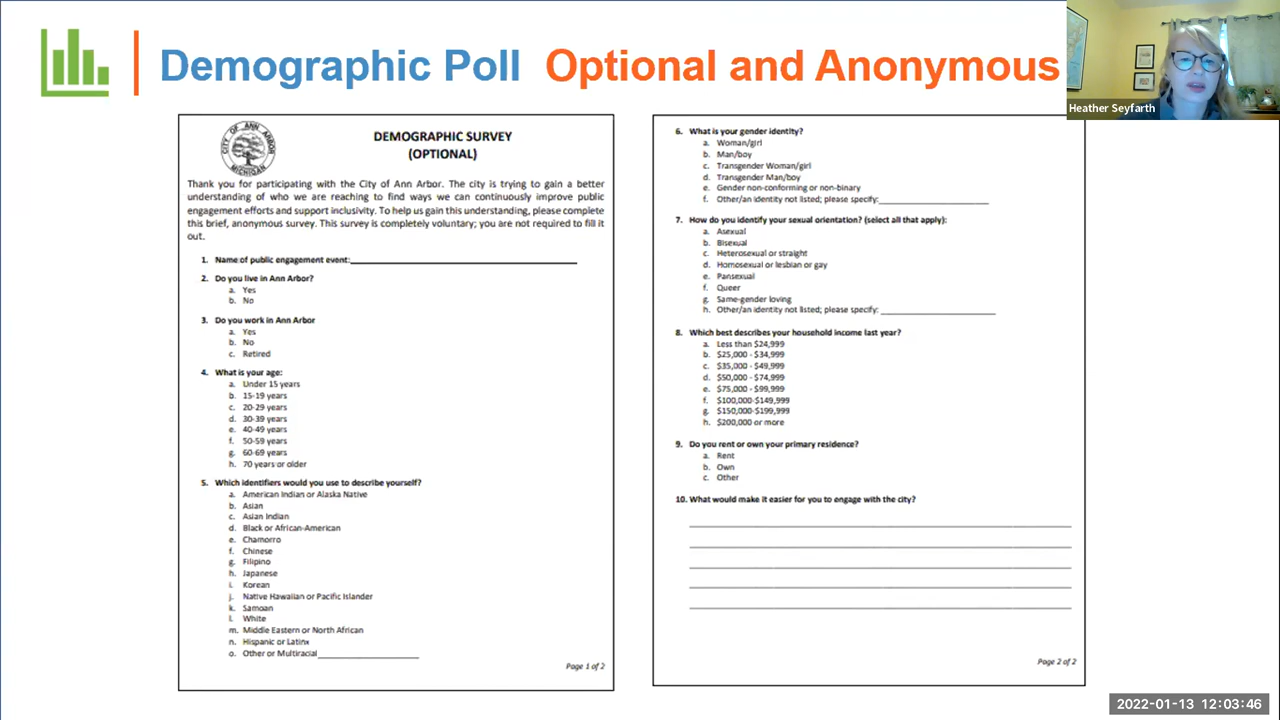 Demographic Poll Optional and Anonymous
Heather Seyfarth
CITY OF ANN ARBOR
MICHIGAN
DEMOGRAPHIC SURVEY
(OPTIONAL)
Thank you for participating with the City of Ann Arbor. The city is trying to gain a better
understanding of who we are reaching to find ways we can continuously improve public
engagement efforts and support inclusivity. To help us gain this understanding, please complete
this brief, anonymous survey. This survey is completely voluntary; you are not required to fill it
out.
1. Name of public engagement event:
2. Do you live in Ann Arbor?
a. Yes
b. No
3. Do you work in Ann Arbor
a. Yes
b. No
c. Retired
4. What is your age:
a. Under 15 years
b. 15-19 years
c. 20-29 years
d. 30-39 years
e. 40-49 years
f. 50-59 years
g. 60-69 years
h. 70 years or older
5. Which identifiers would you use to describe yourself?
a. American Indian or Alaska Native
b. Asian
c. Asian Indian
d. Black or African-American
e. Chamorro
f. Chinese
g. Filipino
h. Japanese
i. Korean
j. Native Hawaiian or Pacific Islander
k. Samoan
l. White
m. Middle Eastern or North African
n. Hispanic or Latinx
o. Other or Multiracial
Page 1 of 2
6. What is your gender identity?
a. Woman/girl
b. Man/boy
c. Transgender Woman/girl
d. Transgender Man/boy
e. Gender non-conforming or non-binary
f. Other/an identity not listed; please specify:
7. How do you identify your sexual orientation? (select all that apply):
a. Asexual
b. Bisexual
c. Heterosexual or straight
d. Homosexual or lesbian or gay
e. Pansexual
f. Queer
g. Same-gender loving
h. Other/an identity not listed; please specify:
8. Which best describes your household income last year?
a. Less than $24,999
b. $25,000 - $34,999
c. $35,000 - $49,999
d. $50,000 - $74,999
e. $75,000 - $99,999
f. $100,000-$149,999
g. $150,000-$199,999
h. $200,000 or more
9. Do you rent or own your primary residence?
a. Rent
b. Own
c. Other
10. What would make it easier for you to engage with the city?
Page 2 of 2
2022-01-13 12:03:46